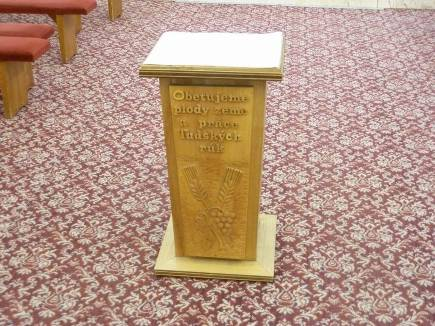 Obetujeme
plody zeme
a práce
ľudských
rúk